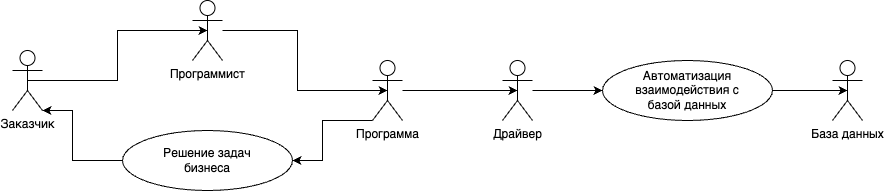 Программист
Заказчик
Программа
Драйвер
Автоматизация
взаимодействия с
базой данных
База данных
Решение задач
бизнеса